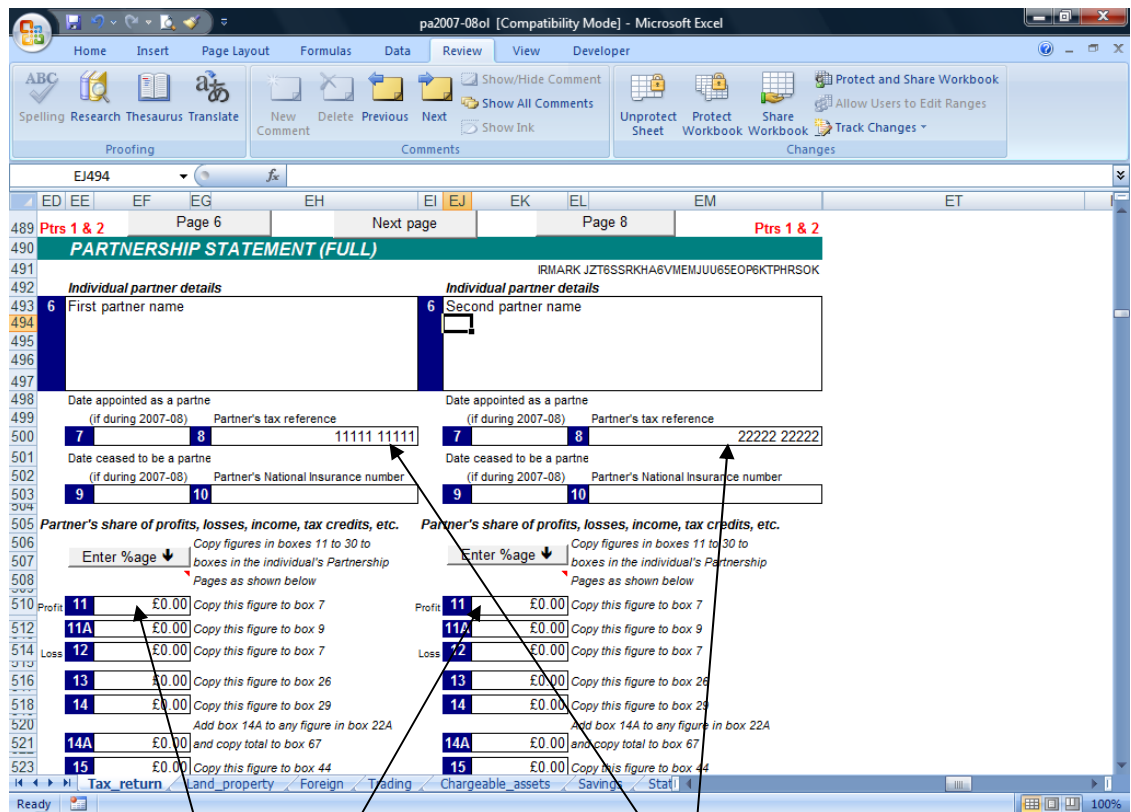 pa2007-08ol [Compatibility Mode] - Microsoft Excel
Home Insert Page Layout Formulas Data Review View Developer
ABC
Spelling Research Thesaurus Translate
New Comment Delete Previous Next
Show/Hide Comment
Show All Comments
Show Ink
Unprotect Sheet Protect Workbook Share Workbook
Protect and Share Workbook
Allow Users to Edit Ranges
Track Changes
Proofing Comments Changes
EJ494 fx
ED EE EF EG EH EI EJ EK EL EM ET
489 Ptrs 1 & 2 Page 6 Next page Page 8 Ptrs 1 & 2
490 PARTNERSHIP STATEMENT (FULL)
491 IRMARK JZT6SSRKHA6VMEMJUU65EOP6KTPHRSOK
492 Individual partner details Individual partner details
493 6 First partner name 6 Second partner name
494
495
496
497
498 Date appointed as a partne Date appointed as a partne
499 (if during 2007-08) Partner's tax reference (if during 2007-08) Partner's tax reference
500 7 8 11111 11111 7 8 22222 22222
501 Date ceased to be a partne Date ceased to be a partne
502 (if during 2007-08) Partner's National Insurance number (if during 2007-08) Partner's National Insurance number
503 9 10 9 10
504
505 Partner's share of profits, losses, income, tax credits, etc. Partner's share of profits, losses, income, tax credits, etc.
506 Copy figures in boxes 11 to 30 to Copy figures in boxes 11 to 30 to
507 Enter %age boxes in the individual's Partnership Enter %age boxes in the individual's Partnership
508 Pages as shown below Pages as shown below
510 Profit 11 £0.00 Copy this figure to box 7 Profit 11 £0.00 Copy this figure to box 7
512 11A £0.00 Copy this figure to box 9 11A £0.00 Copy this figure to box 9
514 Loss 12 £0.00 Copy this figure to box 7 Loss 12 £0.00 Copy this figure to box 7
516 13 £0.00 Copy this figure to box 26 13 £0.00 Copy this figure to box 26
518 14 £0.00 Copy this figure to box 29 14 £0.00 Copy this figure to box 29
520 Add box 14A to any figure in box 22A Add box 14A to any figure in box 22A
521 14A £0.00 and copy total to box 67 14A £0.00 and copy total to box 67
523 15 £0.00 Copy this figure to box 44 15 £0.00 Copy this figure to box 44
Tax_return Land_property Foreign Trading Chargeable_assets Savings Stat
Ready 100%